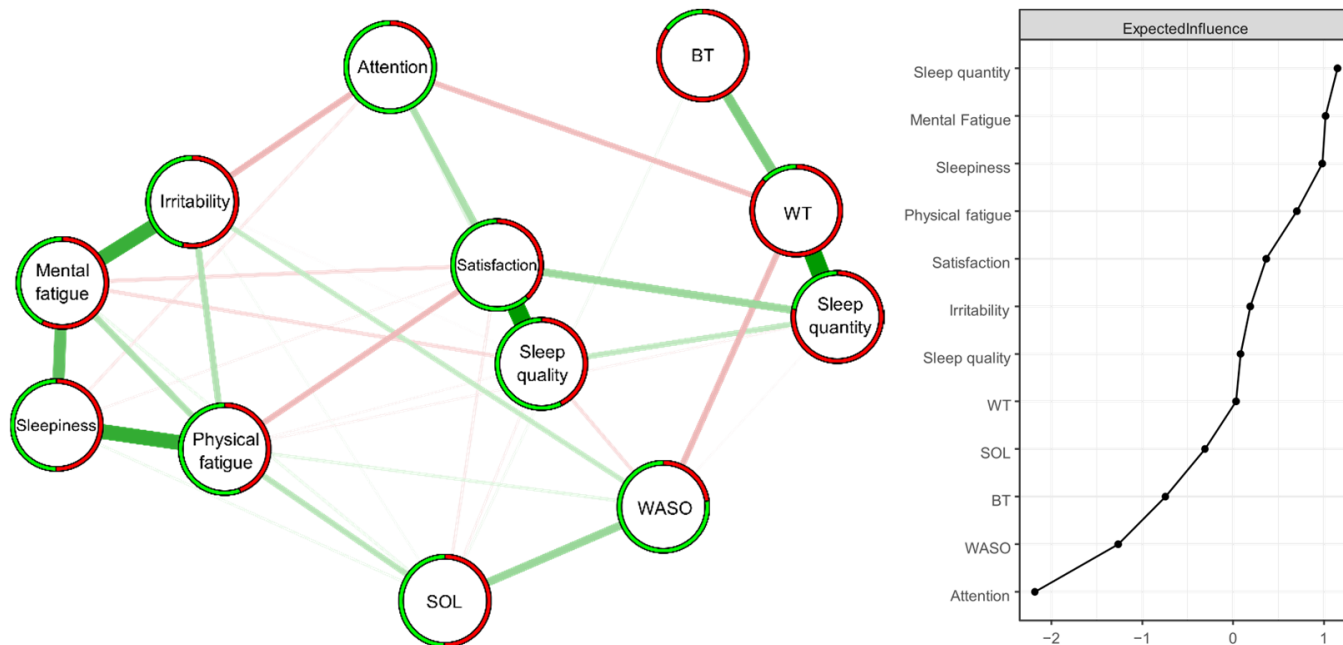 Attention
BT
Irritability
WT
Mental
fatigue
Satisfaction
Sleep
quantity
Sleep
quality
Sleepiness
Physical
fatigue
WASO
SOL
ExpectedInfluence
Sleep quantity
Mental Fatigue
Sleepiness
Physical fatigue
Satisfaction
Irritability
Sleep quality
WT
SOL
BT
WASO
Attention
−2 −1 0 1